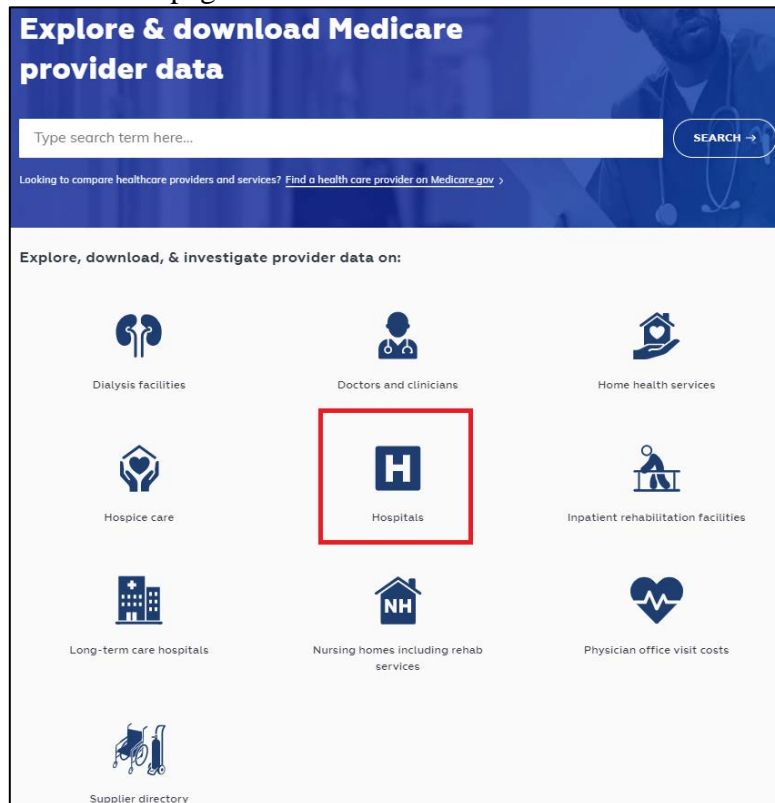 Explore & download Medicare
provider data
Type search term here...
SEARCH →
Looking to compare healthcare providers and services? Find a health care provider on Medicare.gov >
Explore, download, & investigate provider data on:
Dialysis facilities
Doctors and clinicians
Home health services
Hospice care
H
Hospitals
Inpatient rehabilitation facilities
Long-term care hospitals
NH
Nursing homes including rehab
services
Physician office visit costs
Supplier directory